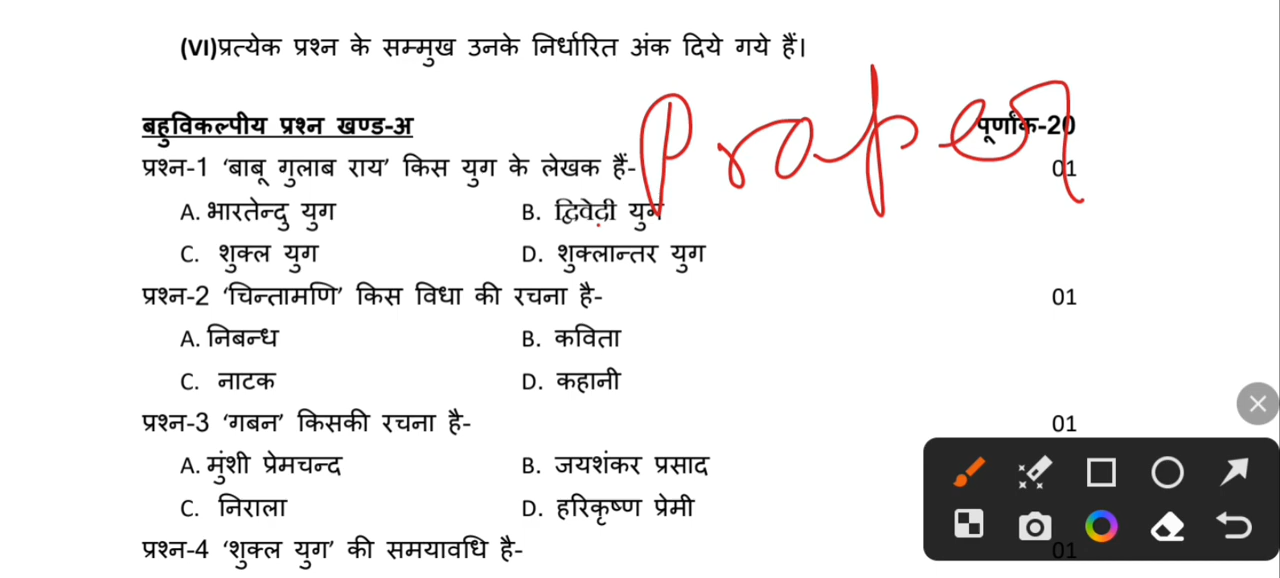 (VI)प्रत्येक प्रश्न के सम्मुख उनके निर्धारित अंक दिये गये हैं।
बहुविकल्पीय प्रश्न खण्ड-अ पूर्णांक-20
प्रश्न-1 ‘बाबू गुलाब राय’ किस युग के लेखक हैं- 01
A. भारतेन्दु युग B. द्विवेदी युग
C. शुक्ल युग D. शुक्लान्तर युग
प्रश्न-2 ‘चिन्तामणि’ किस विधा की रचना है- 01
A. निबन्ध B. कविता
C. नाटक D. कहानी
प्रश्न-3 ‘गबन’ किसकी रचना है- 01
A. मुंशी प्रेमचन्द B. जयशंकर प्रसाद
C. निराला D. हरिकृष्ण प्रेमी
प्रश्न-4 ‘शुक्ल युग’ की समयावधि है- 01